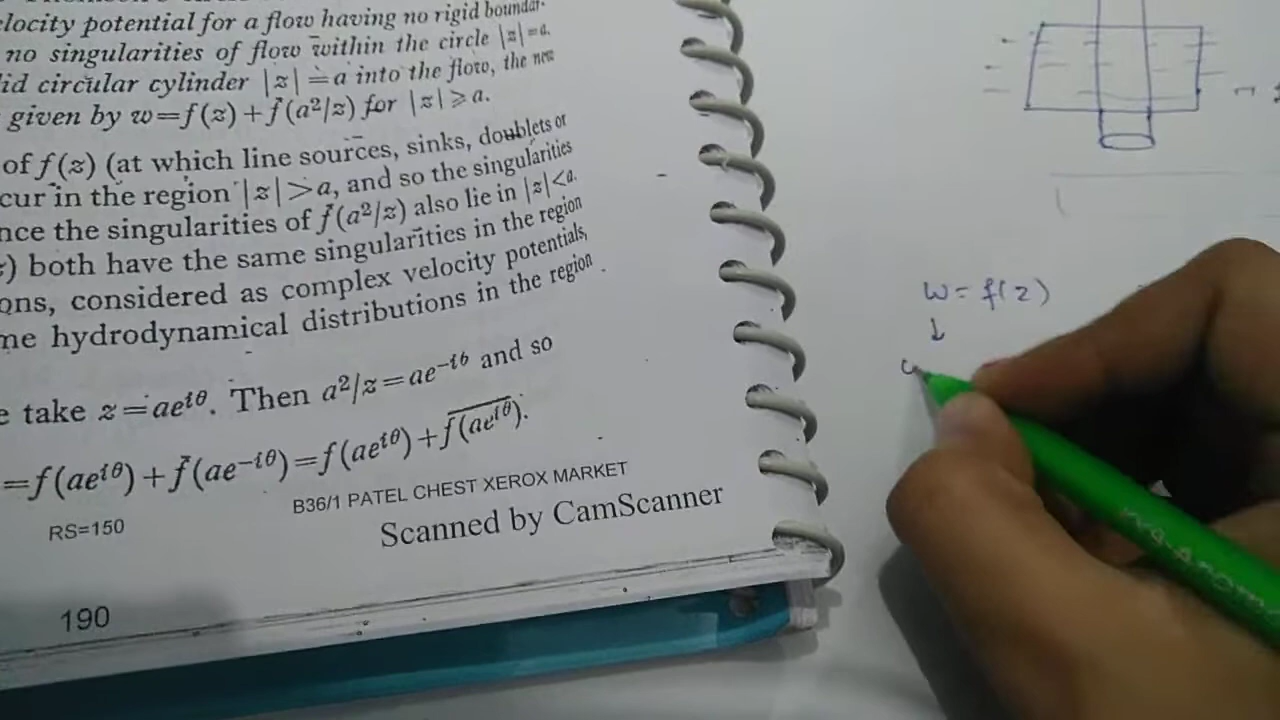 locity potential for a flow having no rigid boundar-
no singularities of flow within the circle |z|=a.
lid circular cylinder |z|=a into the flow, the new
given by w=f(z)+f̄(a²/z) for |z|⩾a.
of f(z) (at which line sources, sinks, doublets or
cur in the region |z|>a, and so the singularities
nce the singularities of f̄(a²/z) also lie in |z|<a.
) both have the same singularities in the region
ons, considered as complex velocity potentials,
me hydrodynamical distributions in the region
e take z=ae^{iθ}. Then a²/z=ae^{-iθ} and so
=f(ae^{iθ})+f̄(ae^{-iθ})=f(ae^{iθ})+\overline{f(ae^{iθ})}.
B36/1 PATEL CHEST XEROX MARKET
RS=150
Scanned by CamScanner
190
w = f(z)
↓